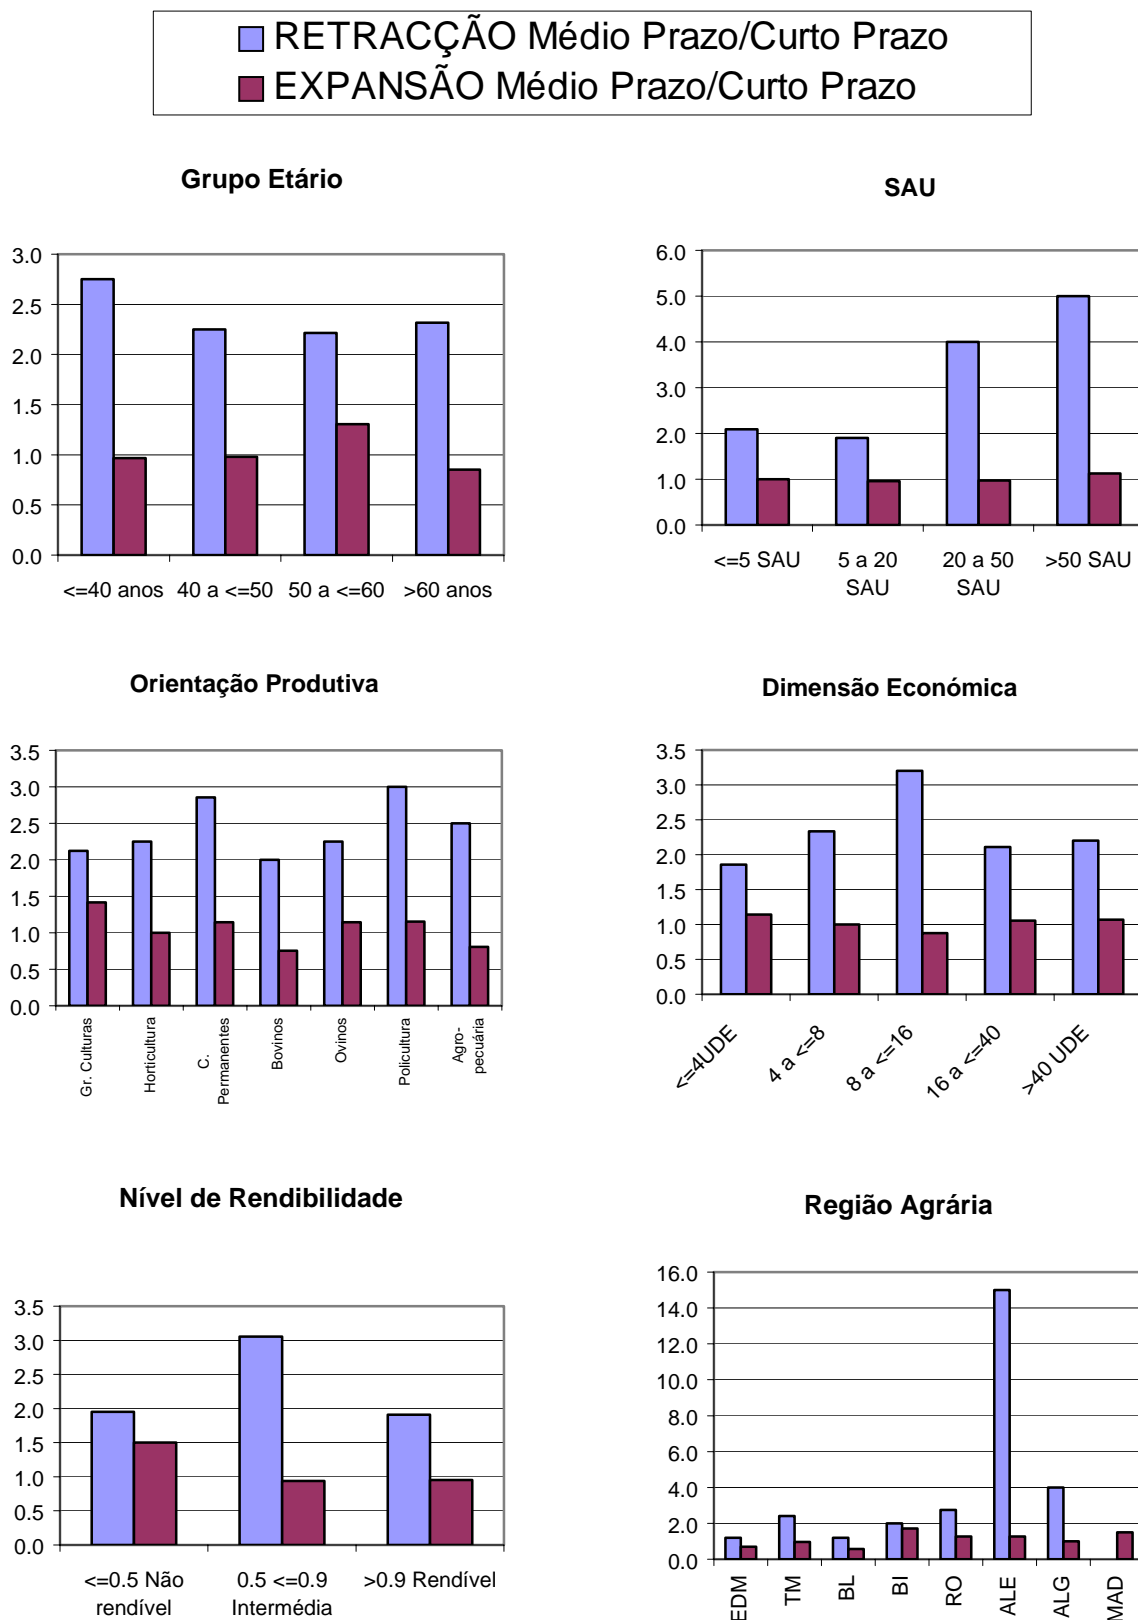 RETRACÇÃO Médio Prazo/Curto Prazo
EXPANSÃO Médio Prazo/Curto Prazo
Grupo Etário
3.0
2.5
2.0
1.5
1.0
0.5
0.0
<=40 anos 40 a <=50 50 a <=60 >60 anos
SAU
6.0
5.0
4.0
3.0
2.0
1.0
0.0
<=5 SAU 5 a 20 SAU 20 a 50 SAU >50 SAU
Orientação Produtiva
3.5
3.0
2.5
2.0
1.5
1.0
0.5
0.0
Gr. Culturas
Horticultura
C. Permanentes
Bovinos
Ovinos
Policultura
Agro-
pecuária
Dimensão Económica
3.5
3.0
2.5
2.0
1.5
1.0
0.5
0.0
<=4UDE
4 a <=8
8 a <=16
16 a <=40
>40 UDE
Nível de Rendibilidade
3.5
3.0
2.5
2.0
1.5
1.0
0.5
0.0
<=0.5 Não rendível
0.5 <=0.9 Intermédia
>0.9 Rendível
Região Agrária
16.0
14.0
12.0
10.0
8.0
6.0
4.0
2.0
0.0
EDM
TM
BL
BI
RO
ALE
ALG
MAD